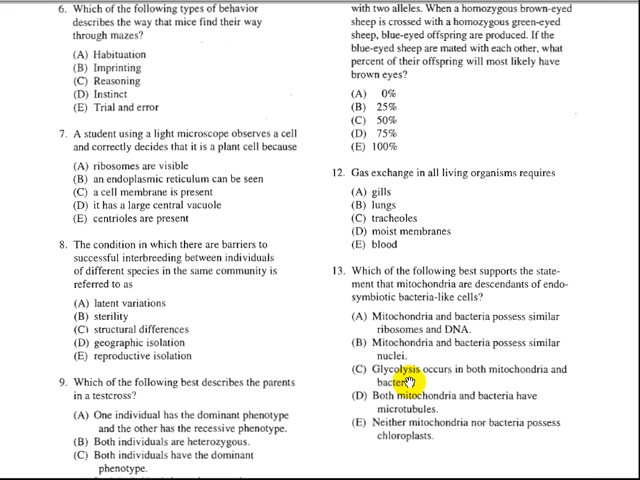 6. Which of the following types of behavior
describes the way that mice find their way
through mazes?
(A) Habituation
(B) Imprinting
(C) Reasoning
(D) Instinct
(E) Trial and error
7. A student using a light microscope observes a cell
and correctly decides that it is a plant cell because
(A) ribosomes are visible
(B) an endoplasmic reticulum can be seen
(C) a cell membrane is present
(D) it has a large central vacuole
(E) centrioles are present
8. The condition in which there are barriers to
successful interbreeding between individuals
of different species in the same community is
referred to as
(A) latent variations
(B) sterility
(C) structural differences
(D) geographic isolation
(E) reproductive isolation
9. Which of the following best describes the parents
in a testcross?
(A) One individual has the dominant phenotype
and the other has the recessive phenotype.
(B) Both individuals are heterozygous.
(C) Both individuals have the dominant
phenotype.
with two alleles. When a homozygous brown-eyed
sheep is crossed with a homozygous green-eyed
sheep, blue-eyed offspring are produced. If the
blue-eyed sheep are mated with each other, what
percent of their offspring will most likely have
brown eyes?
(A) 0%
(B) 25%
(C) 50%
(D) 75%
(E) 100%
12. Gas exchange in all living organisms requires
(A) gills
(B) lungs
(C) tracheoles
(D) moist membranes
(E) blood
13. Which of the following best supports the state-
ment that mitochondria are descendants of endo-
symbiotic bacteria-like cells?
(A) Mitochondria and bacteria possess similar
ribosomes and DNA.
(B) Mitochondria and bacteria possess similar
nuclei.
(C) Glycolysis occurs in both mitochondria and
(D) Both mitochondria and bacteria have
microtubules.
(E) Neither mitochondria nor bacteria possess
chloroplasts.